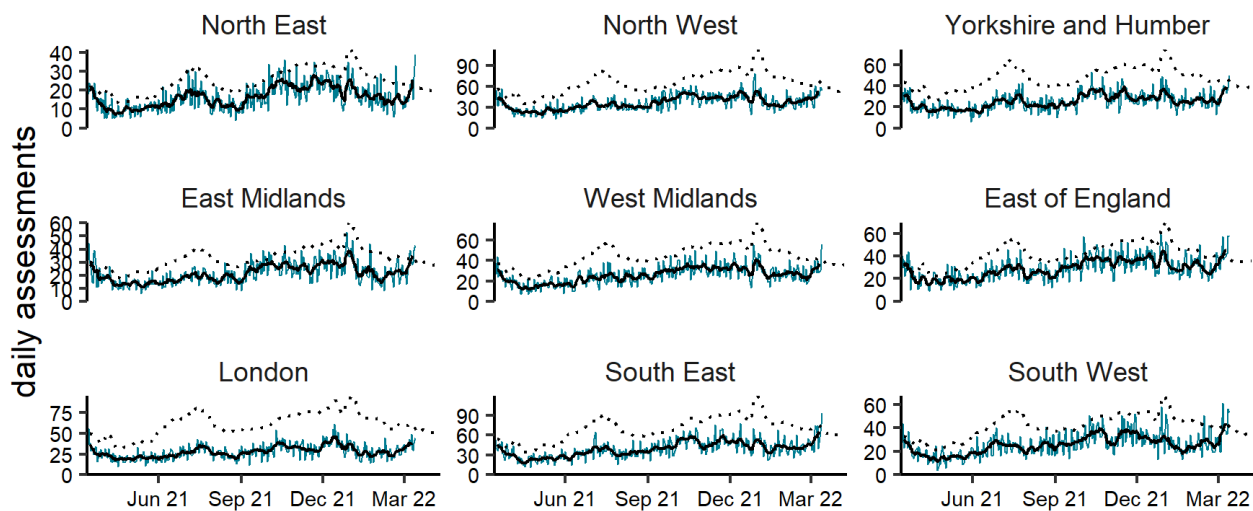 North East North West Yorkshire and Humber
40 90 60
30 60 40
20 30 20
10 0 0
0
East Midlands West Midlands East of England
60 60 60
50 40 40
40 20 20
30 0 0
20
10
0
London South East South West
75 90 60
50 60 40
25 30 20
0 0 0
Jun 21 Sep 21 Dec 21 Mar 22 Jun 21 Sep 21 Dec 21 Mar 22 Jun 21 Sep 21 Dec 21 Mar 22
daily assessments